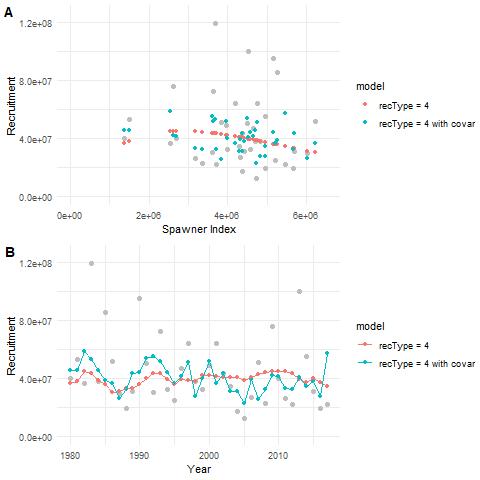 A
1.2e+08
8.0e+07
4.0e+07
0.0e+00
Recruitment
0e+00 2e+06 4e+06 6e+06
Spawner Index
model
recType = 4
recType = 4 with covar
B
1.2e+08
8.0e+07
4.0e+07
0.0e+00
Recruitment
1980 1990 2000 2010
Year
model
recType = 4
recType = 4 with covar